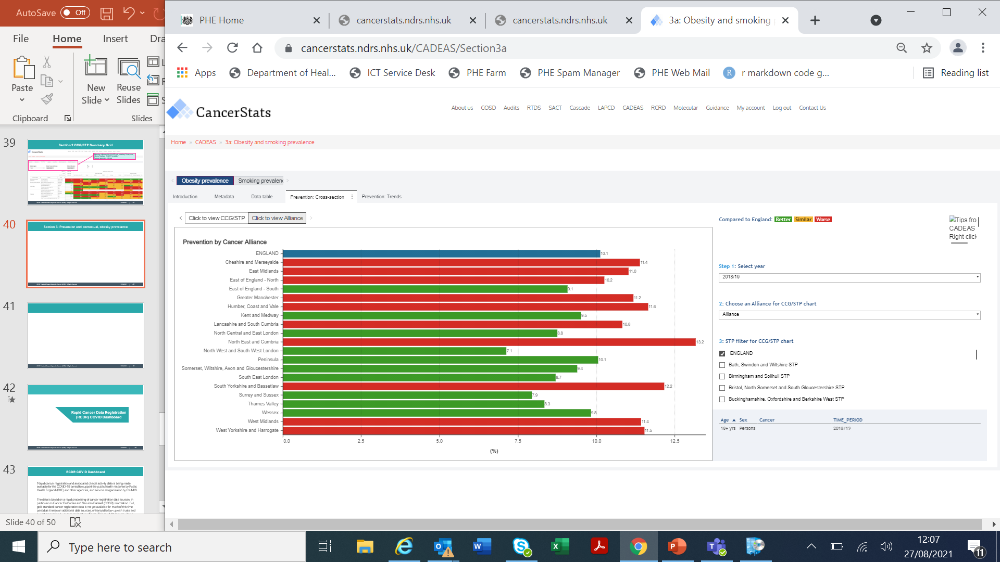 AutoSave Off
File Home Insert
Paste
New Slide
Reuse Slides
Clipboard
Slides
39
Section 2 CCG/STP Summary Grid
40
Section 3: Prevention and contextual, obesity prevelance
41
42
Rapid Cancer Data Registration
(RCDR) COVID Dashboard
43
RCDR COVID Dashboard
Slide 40 of 50
PHE Home
cancerstats.ndrs.nhs.uk
cancerstats.ndrs.nhs.uk
3a: Obesity and smoking
cancerstats.ndrs.nhs.uk/CADEAS/Section3a
Apps Department of Heal... ICT Service Desk PHE Farm PHE Spam Manager PHE Web Mail r markdown code g... Reading list
CancerStats
About us COSD Audits RTDS SACT Cascade LAPCD CADEAS RCRD Molecular Guidance My account Log out Contact Us
Home » CADEAS » 3a: Obesity and smoking prevalence
Obesity prevalence Smoking prevalenc
Introduction Metadata Data table Prevention: Cross-section Prevention: Trends
Click to view CCG/STP Click to view Alliance
Prevention by Cancer Alliance
ENGLAND 10.1
Cheshire and Merseyside 11.4
East Midlands 11.0
East of England - North 10.2
East of England - South 9.1
Greater Manchester 11.2
Humber, Coast and Vale 11.6
Kent and Medway 9.5
Lancashire and South Cumbria 10.8
North Central and East London 8.8
North East and Cumbria 13.2
North West and South West London 7.1
Peninsula 10.1
Somerset, Wiltshire, Avon and Gloucestershire 9.4
South East London 8.7
South Yorkshire and Bassetlaw 12.2
Surrey and Sussex 7.9
Thames Valley 8.3
Wessex 9.8
West Midlands 11.4
West Yorkshire and Harrogate 11.5
0.0 2.5 5.0 7.5 10.0 12.5
(%)
Compared to England: Better Similar Worse
Tips fro
CADEAS
Right click
Step 1: Select year
2018/19
2: Choose an Alliance for CCG/STP chart
Alliance
3: STP filter for CCG/STP chart
ENGLAND
Bath, Swindon and Wiltshire STP
Birmingham and Solihull STP
Bristol, North Somerset and South Gloucestershire STP
Buckinghamshire, Oxfordshire and Berkshire West STP
Age Sex Cancer TIME_PERIOD
18+ yrs Persons 2018/19
Type here to search
12:07
27/08/2021
11